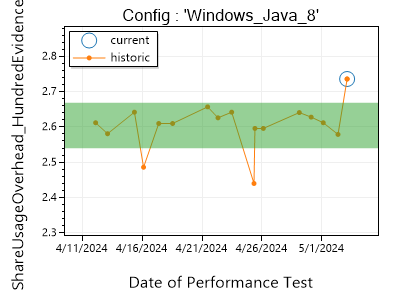 Config : 'Windows_Java_8'
ShareUsageOverhead_HundredEvidence
current
historic
2.8
2.7
2.6
2.5
2.4
2.3
4/11/2024
4/16/2024
4/21/2024
4/26/2024
5/1/2024
Date of Performance Test